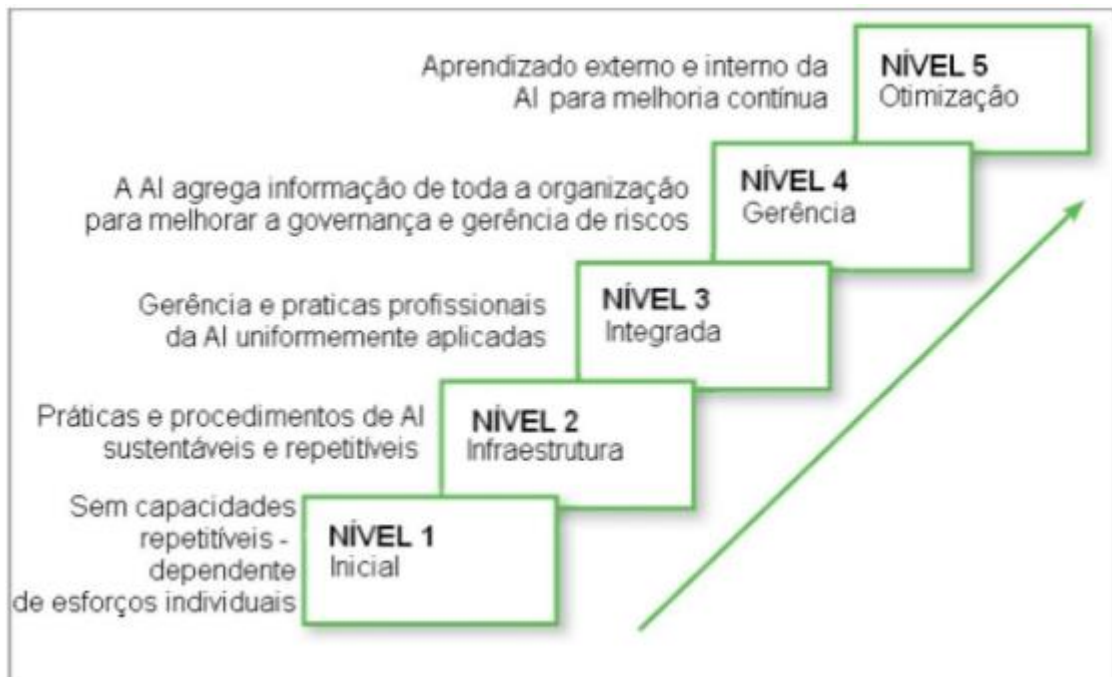 Aprendizado externo e interno da
AI para melhoria contínua
NÍVEL 5
Otimização
A AI agrega informação de toda a organização
para melhorar a governança e gerência de riscos
NÍVEL 4
Gerência
Gerência e praticas profissionais
da AI uniformemente aplicadas
NÍVEL 3
Integrada
Práticas e procedimentos de AI
sustentáveis e repetitíveis
NÍVEL 2
Infraestrutura
Sem capacidades
repetitíveis -
dependente
de esforços individuais
NÍVEL 1
Inicial